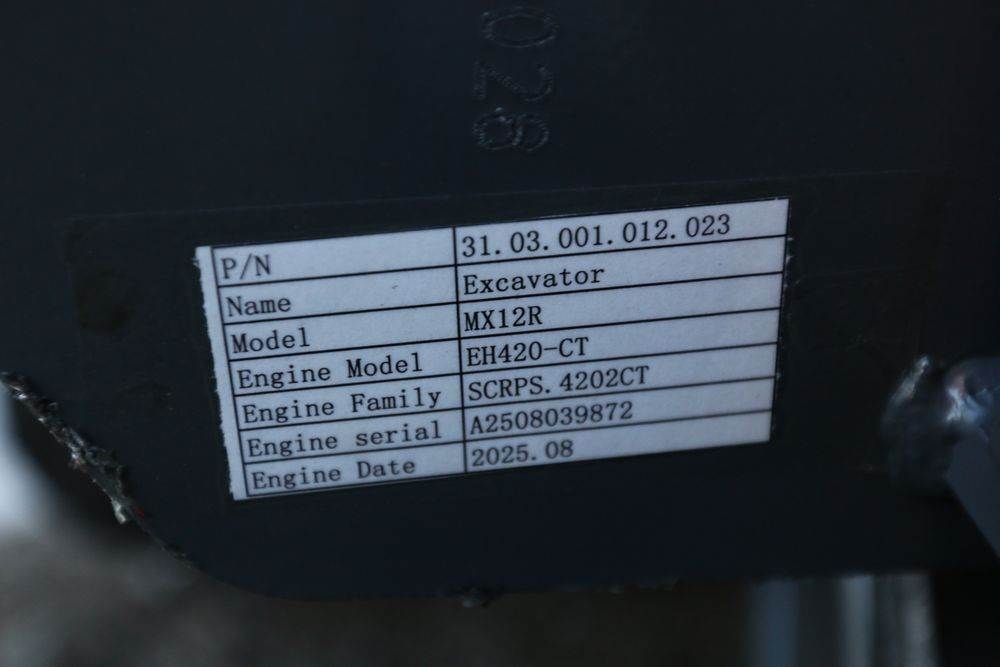 028
P/N 31.03.001.012.023
Name Excavator
Model MX12R
Engine Model EH420-CT
Engine Family SCRPS.4202CT
Engine serial A2508039872
Engine Date 2025.08